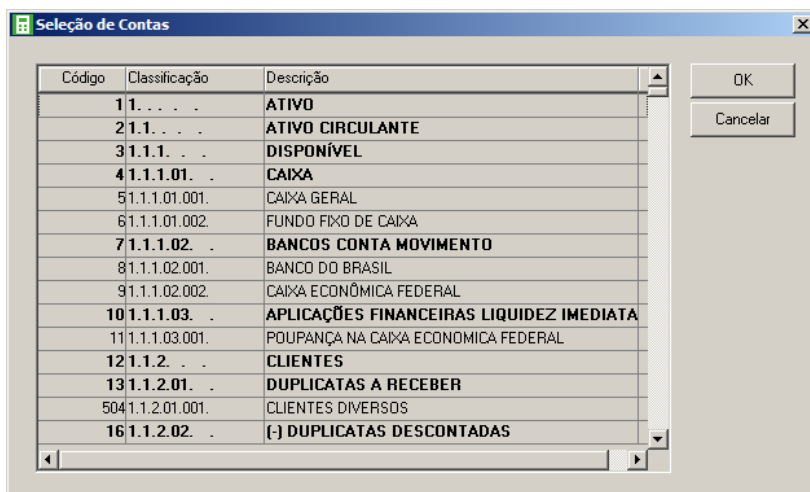 Seleção de Contas
Código Classificação Descrição
1 1. . . . . ATIVO
2 1.1. . . . ATIVO CIRCULANTE
3 1.1.1. . . DISPONÍVEL
4 1.1.1.01. . CAIXA
5 1.1.1.01.001. CAIXA GERAL
6 1.1.1.01.002. FUNDO FIXO DE CAIXA
7 1.1.1.02. . BANCOS CONTA MOVIMENTO
8 1.1.1.02.001. BANCO DO BRASIL
9 1.1.1.02.002. CAIXA ECONÔMICA FEDERAL
10 1.1.1.03. . APLICAÇÕES FINANCEIRAS LIQUIDEZ IMEDIATA
11 1.1.1.03.001. POUPANÇA NA CAIXA ECONOMICA FEDERAL
12 1.1.2. . . CLIENTES
13 1.1.2.01. . DUPLICATAS A RECEBER
504 1.1.2.01.001. CLIENTES DIVERSOS
16 1.1.2.02. . (-) DUPLICATAS DESCONTADAS
OK
Cancelar